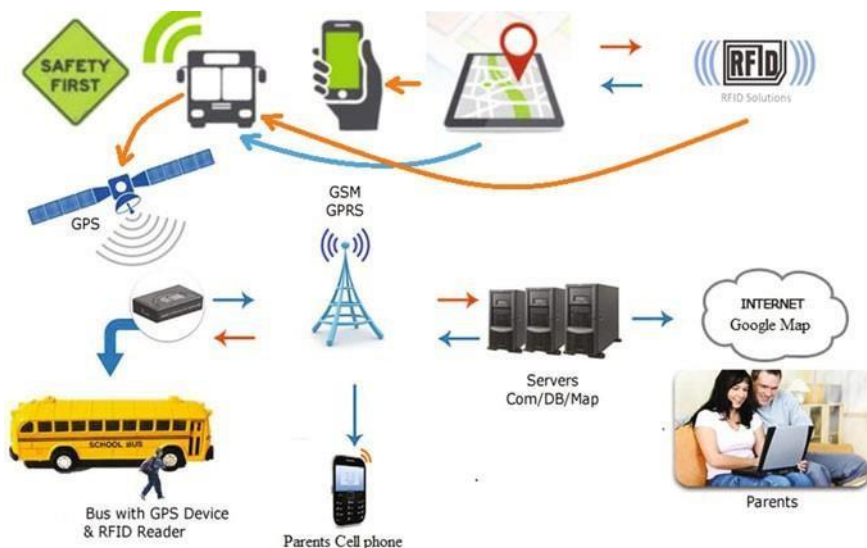 SAFETY
FIRST
RFID
RFID Solutions
GPS
GSM
GPRS
INTERNET
Google Map
Servers
Com/DB/Map
SCHOOL BUS
Bus with GPS Device
& RFID Reader
Parents Cell phone
Parents